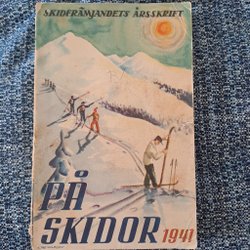 SKIDFRÄMJANDETS ÅRSSKRIFT
PÅ
SKIDOR 1941